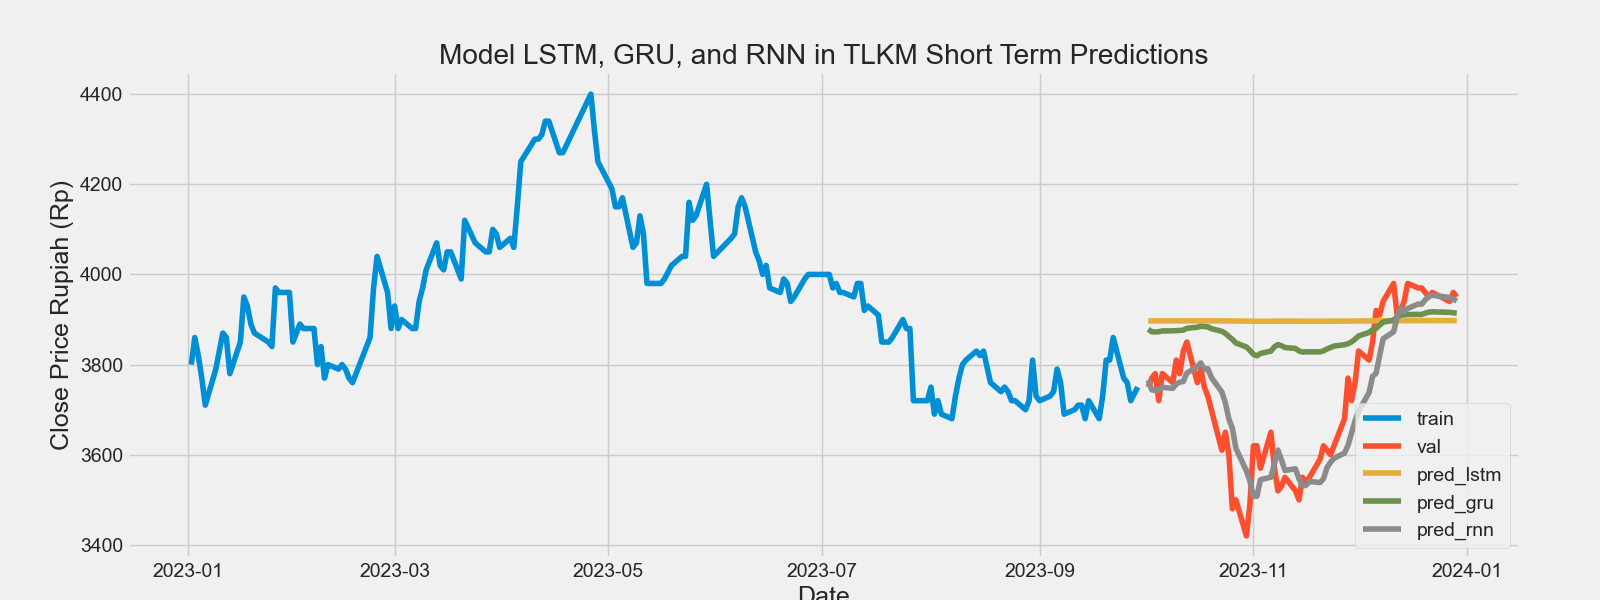 Model LSTM, GRU, and RNN in TLKM Short Term Predictions
Close Price Rupiah (Rp)
4400
4200
4000
3800
3600
3400
train
val
pred_lstm
pred_gru
pred_rnn
2023-01 2023-03 2023-05 2023-07 2023-09 2023-11 2024-01
Date